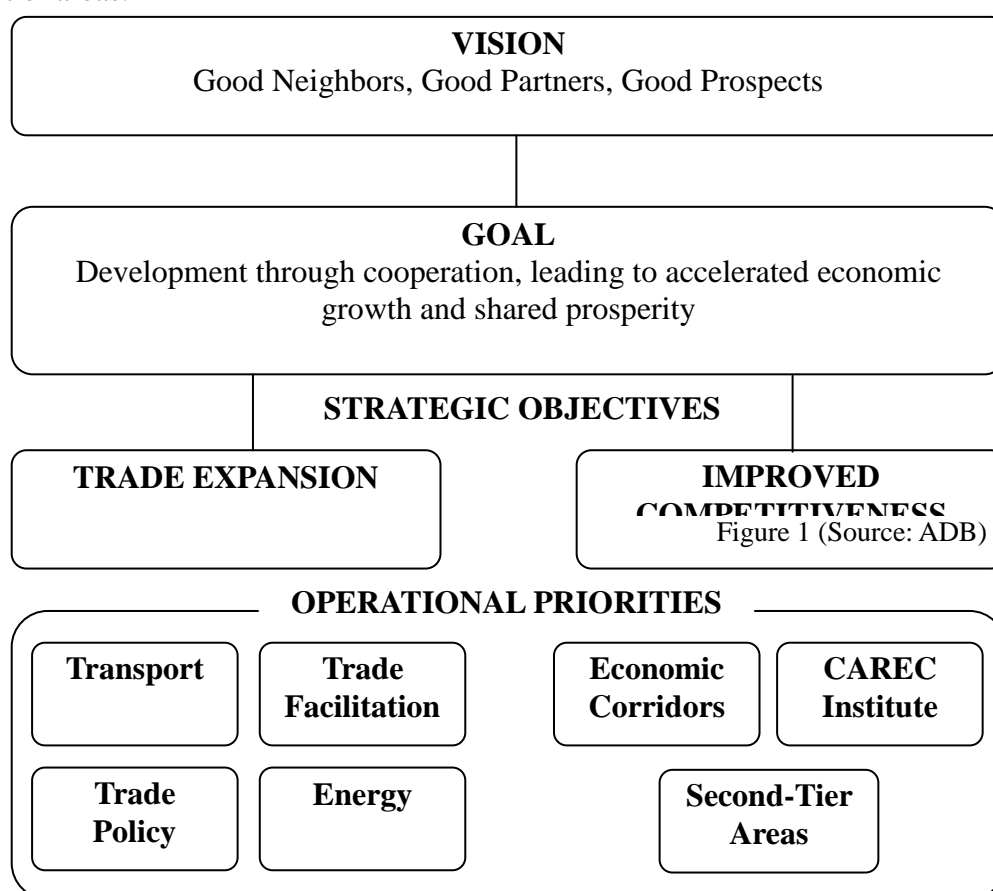 VISION
Good Neighbors, Good Partners, Good Prospects
GOAL
Development through cooperation, leading to accelerated economic
growth and shared prosperity
STRATEGIC OBJECTIVES
TRADE EXPANSION
IMPROVED
COMPETITIVENESS
Figure 1 (Source: ADB)
OPERATIONAL PRIORITIES
Transport
Trade
Facilitation
Economic
Corridors
CAREC
Institute
Trade
Policy
Energy
Second-Tier
Areas